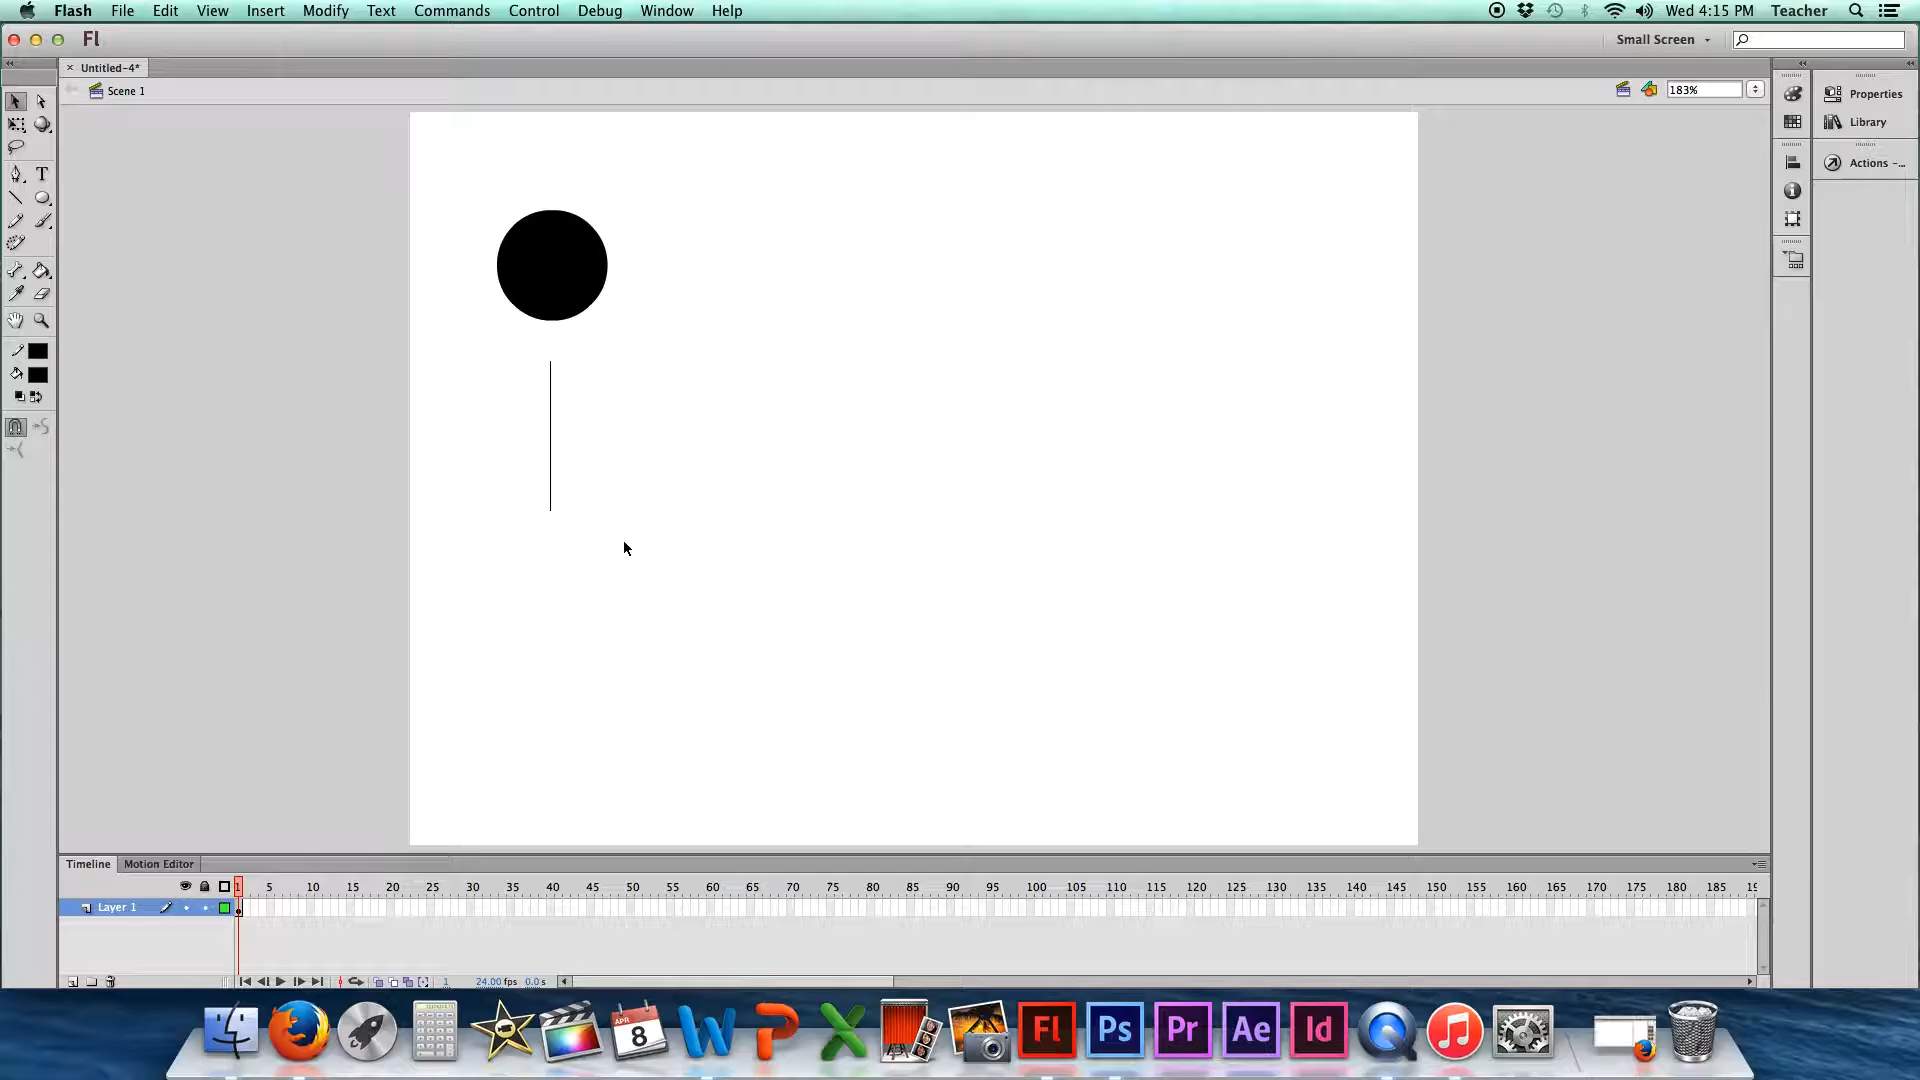 Flash File Edit View Insert Modify Text Commands Control Debug Window Help Wed 4:15 PM Teacher
Fl Small Screen
× Untitled-4*
Scene 1 183%
Properties
Library
Actions -...
T
Timeline Motion Editor
1 5 10 15 20 25 30 35 40 45 50 55 60 65 70 75 80 85 90 95 100 105 110 115 120 125 130 135 140 145 150 155 160 165 170 175 180 185 19
Layer 1
1 24.00 fps 0.0 s
APR
8
W P X Fl Ps Pr Ae Id